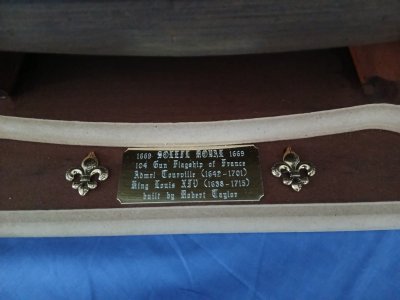 1669 SOLEIL ROYAL 1669
104 Gun Flagship of France
Admrl Tourville (1642-1701)
King Louis XIV (1638-1715)
built by Robert Taylor